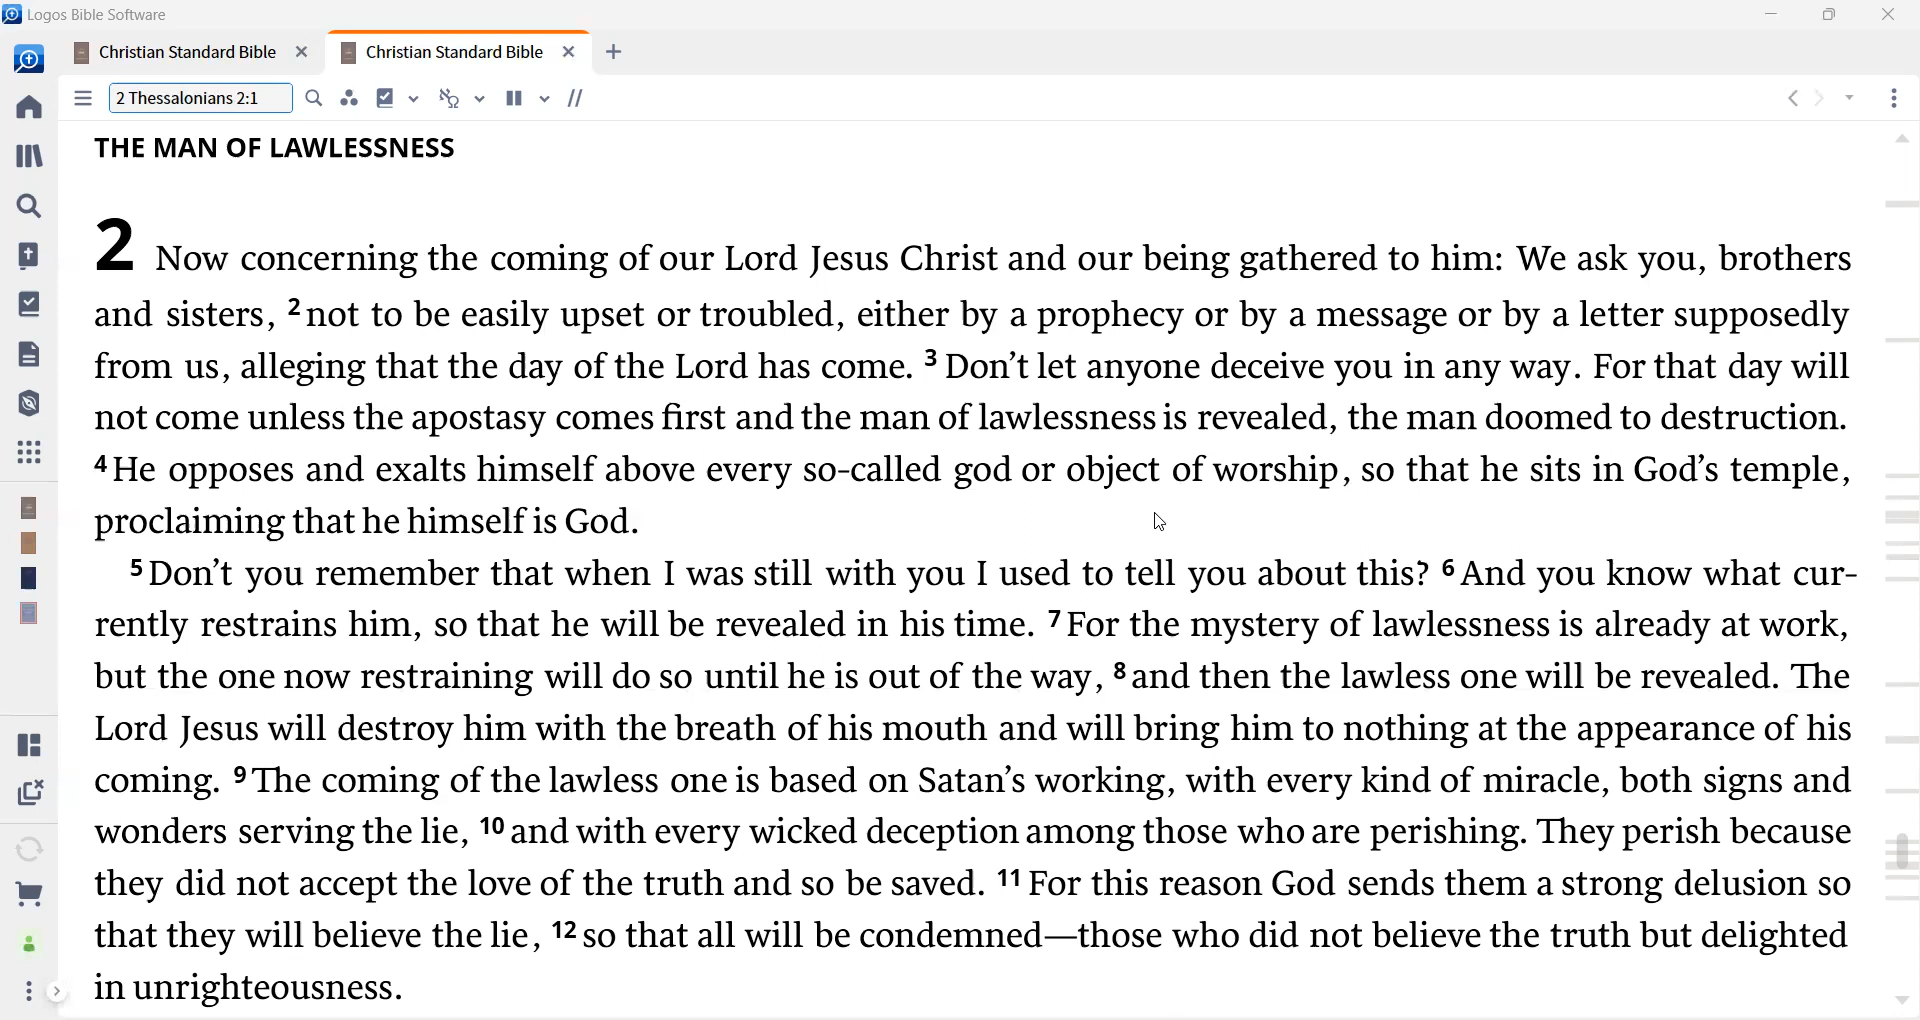 Logos Bible Software
Christian Standard Bible
Christian Standard Bible
2 Thessalonians 2:1
THE MAN OF LAWLESSNESS
2 Now concerning the coming of our Lord Jesus Christ and our being gathered to him: We ask you, brothers
and sisters, 2 not to be easily upset or troubled, either by a prophecy or by a message or by a letter supposedly
from us, alleging that the day of the Lord has come. 3 Don’t let anyone deceive you in any way. For that day will
not come unless the apostasy comes first and the man of lawlessness is revealed, the man doomed to destruction.
4 He opposes and exalts himself above every so-called god or object of worship, so that he sits in God’s temple,
proclaiming that he himself is God.
5 Don’t you remember that when I was still with you I used to tell you about this? 6 And you know what cur-
rently restrains him, so that he will be revealed in his time. 7 For the mystery of lawlessness is already at work,
but the one now restraining will do so until he is out of the way, 8 and then the lawless one will be revealed. The
Lord Jesus will destroy him with the breath of his mouth and will bring him to nothing at the appearance of his
coming. 9 The coming of the lawless one is based on Satan’s working, with every kind of miracle, both signs and
wonders serving the lie, 10 and with every wicked deception among those who are perishing. They perish because
they did not accept the love of the truth and so be saved. 11 For this reason God sends them a strong delusion so
that they will believe the lie, 12 so that all will be condemned—those who did not believe the truth but delighted
in unrighteousness.